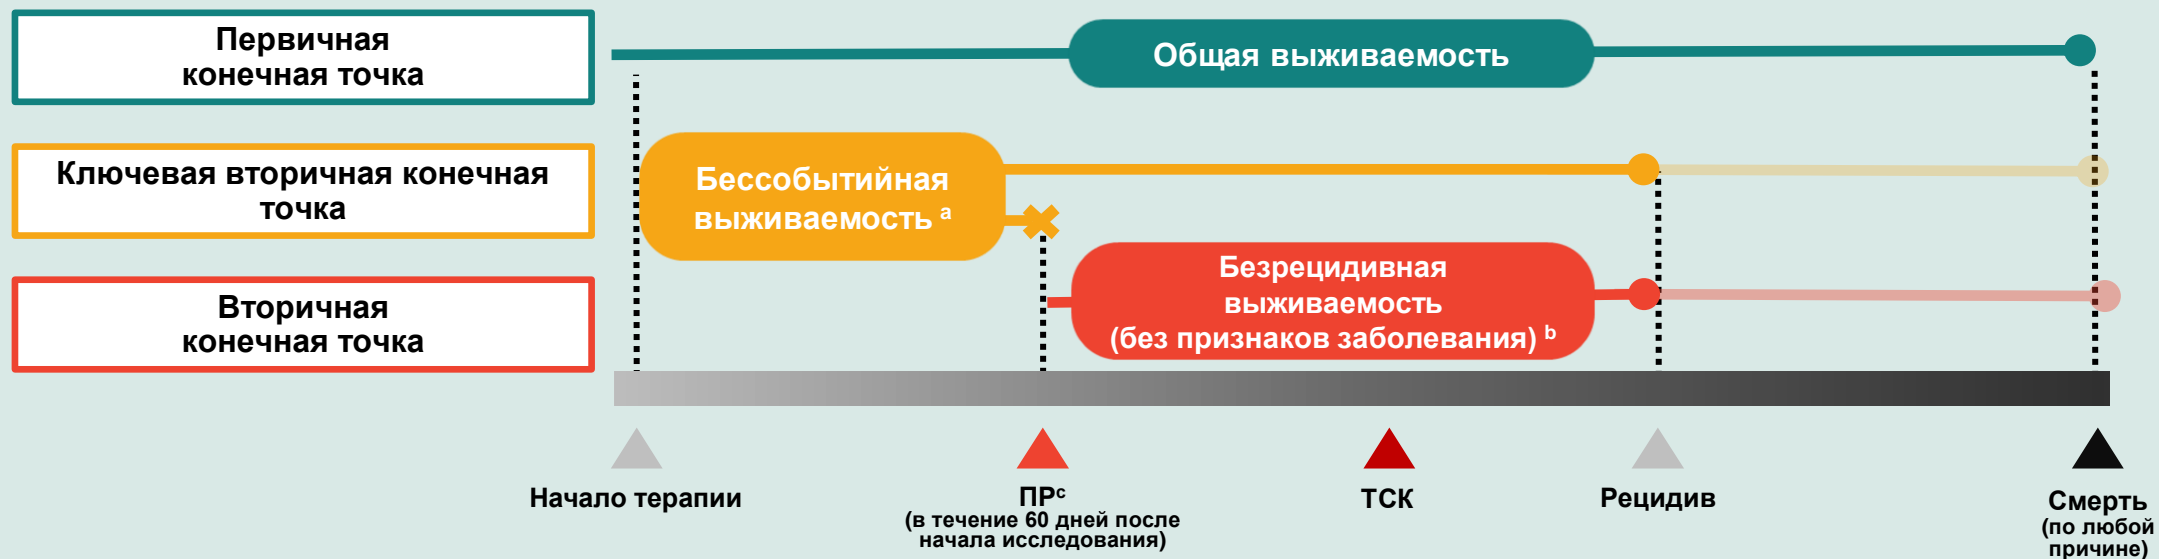 Первичная
конечная точка
Общая выживаемость
Ключевая вторичная конечная
точка
Бессобытийная
выживаемость a
Вторичная
конечная точка
Безрецидивная
выживаемость
(без признаков заболевания) b
Начало терапии
ПРc
(в течение 60 дней после
начала исследования)
ТСК
Рецидив
Смерть
(по любой
причине)